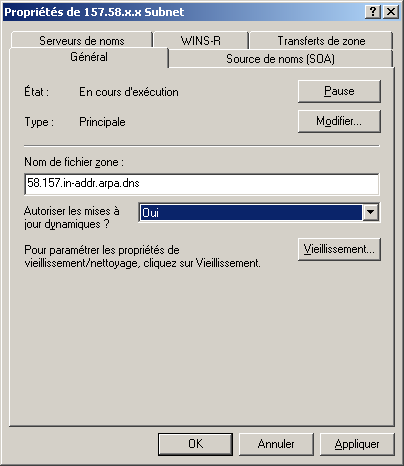 Propriétés de 157.58.x.x Subnet
Serveurs de noms
WINS-R
Transferts de zone
Général
Source de noms (SOA)
État :
En cours d'exécution
Pause
Type :
Principale
Modifier...
Nom de fichier zone :
58.157.in-addr.arpa.dns
Autoriser les mises à
jour dynamiques ?
Oui
Pour paramétrer les propriétés de
vieillissement/nettoyage, cliquez sur Vieillissement.
Vieillissement...
OK
Annuler
Appliquer